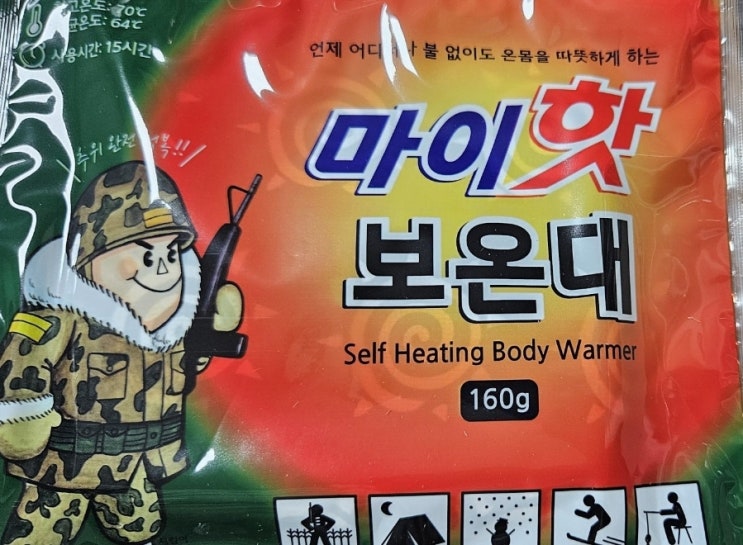 최고온도: 70℃
평균온도: 64℃
사용시간: 15시간
언제 어디서나 불 없이도 온몸을 따뜻하게 하는
추위 완전정복!!
마이핫
보온대
Self Heating Body Warmer
160g